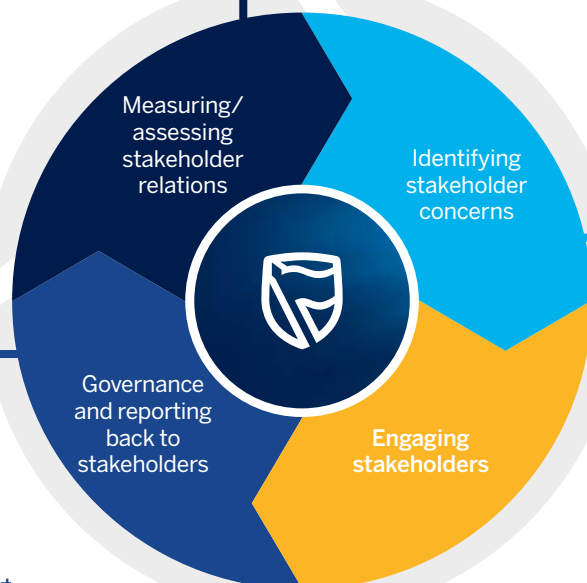 Measuring/
assessing
stakeholder
relations
Identifying
stakeholder
concerns
Governance
and reporting
back to
stakeholders
Engaging
stakeholders